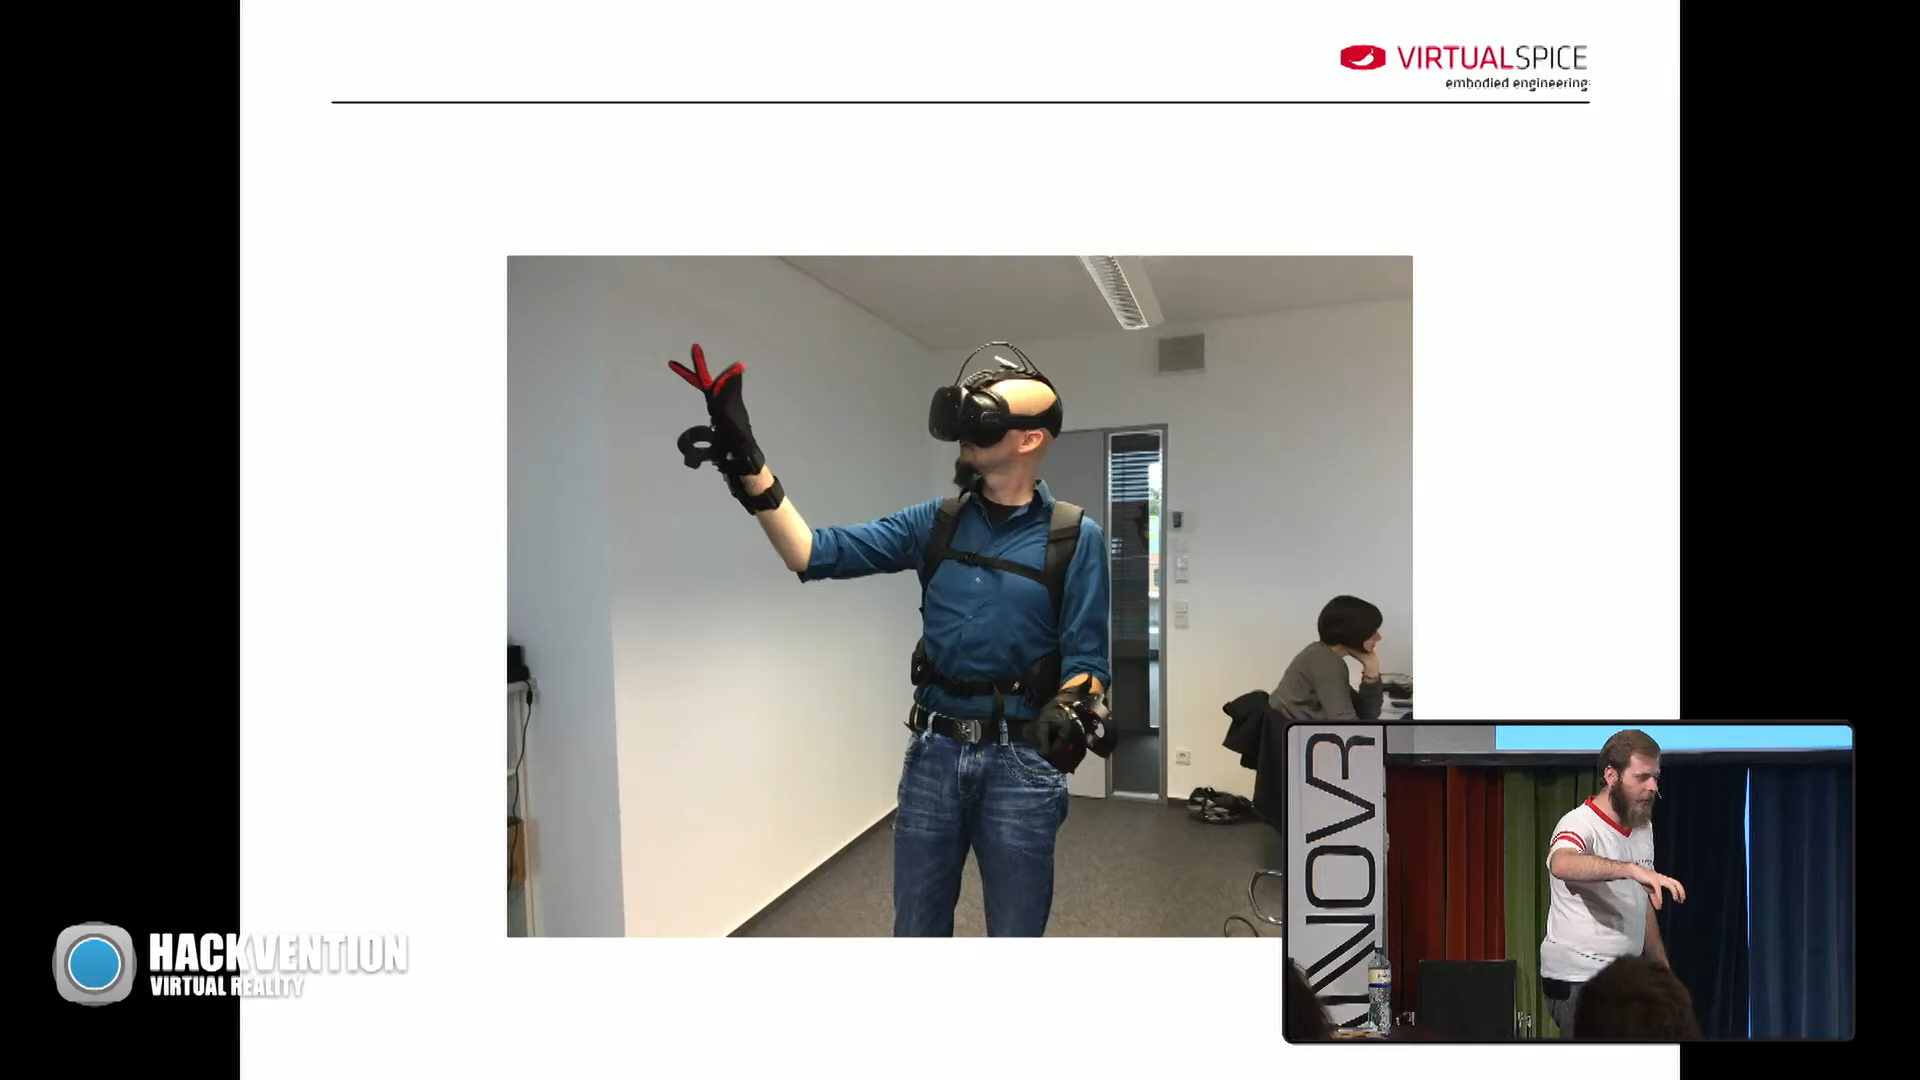 VIRTUALSPICE
embodied engineering
HACKVENTION
VIRTUAL REALITY
INNOVR